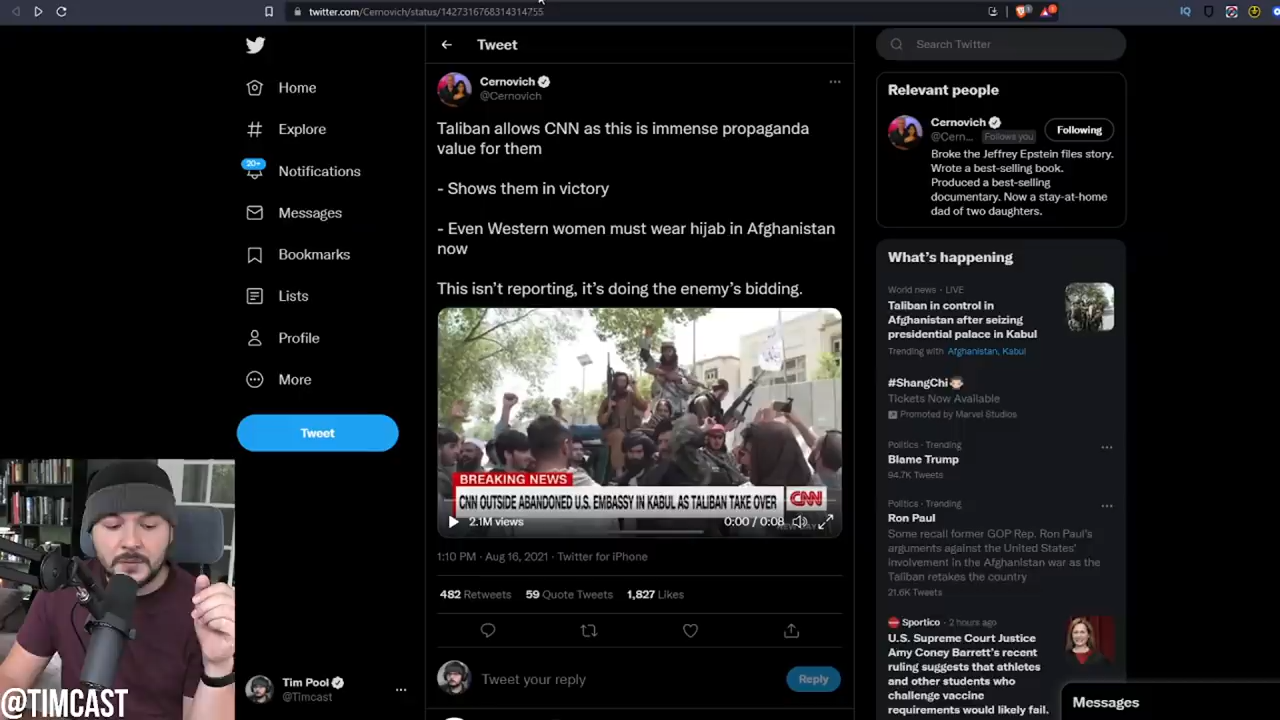 twitter.com/Cernovich/status/1427316768314314755
Home
Explore
20+
Notifications
Messages
Bookmarks
Lists
Profile
More
Tweet
Tim Pool
@Timcast
@TIMCAST
Tweet
Cernovich
@Cernovich
Taliban allows CNN as this is immense propaganda
value for them
- Shows them in victory
- Even Western women must wear hijab in Afghanistan
now
This isn't reporting, it's doing the enemy's bidding.
BREAKING NEWS
CNN OUTSIDE ABANDONED U.S. EMBASSY IN KABUL AS TALIBAN TAKE OVER
CNN
2.1M views
0:00 / 0:08
1:10 PM · Aug 16, 2021 · Twitter for iPhone
482 Retweets 59 Quote Tweets 1,827 Likes
Tweet your reply
Reply
Search Twitter
Relevant people
Cernovich
@Cern... Follows you
Following
Broke the Jeffrey Epstein files story.
Wrote a best-selling book.
Produced a best-selling
documentary. Now a stay-at-home
dad of two daughters.
What's happening
World news · LIVE
Taliban in control in
Afghanistan after seizing
presidential palace in Kabul
Trending with Afghanistan, Kabul
#ShangChi
Tickets Now Available
Promoted by Marvel Studios
Politics · Trending
Blame Trump
94.7K Tweets
Politics · Trending
Ron Paul
Some recall former GOP Rep. Ron Paul's
arguments against the United States'
involvement in the Afghanistan war as the
Taliban retakes the country
21.6K Tweets
Sportico · 2 hours ago
U.S. Supreme Court Justice
Amy Coney Barrett's recent
ruling suggests that athletes
and other students who
challenge vaccine
requirements would likely fail.
Messages